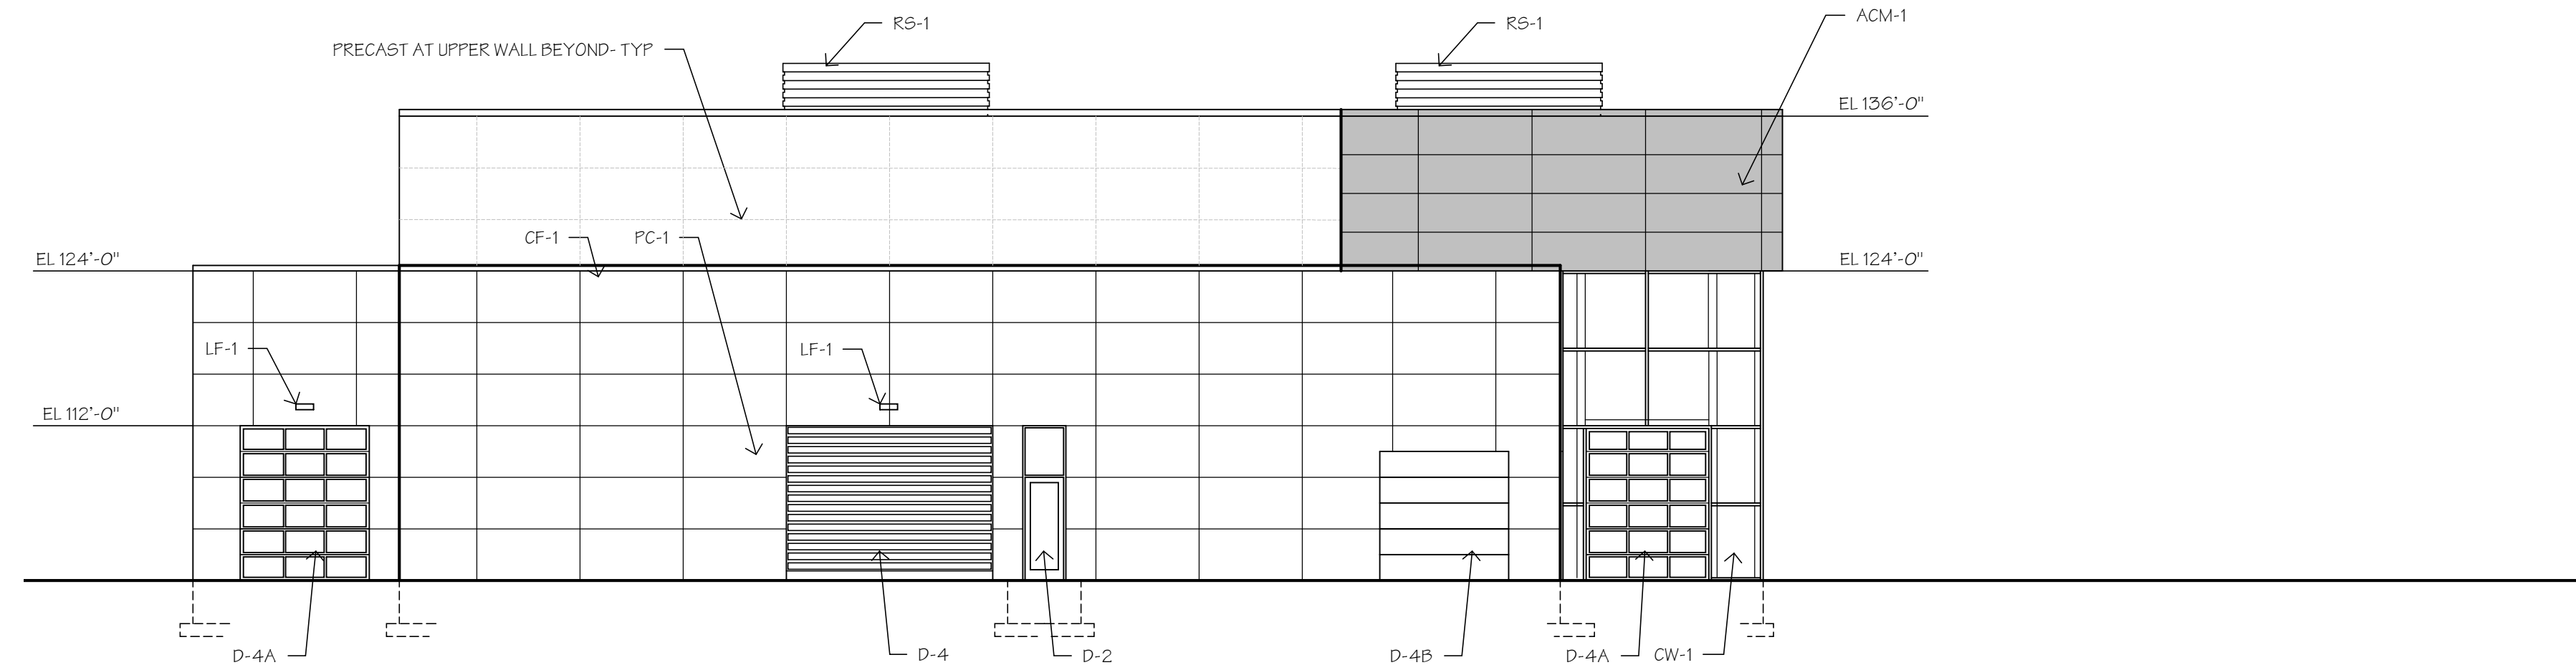 RS-1
RS-1
ACM-1
PRECAST AT UPPER WALL BEYOND- TYP
EL 136'-0"
CF-1
PC-1
EL 124'-0"
EL 124'-0"
LF-1
LF-1
EL 112'-0"
D-4A
D-4
D-2
D-4B
D-4A
CW-1